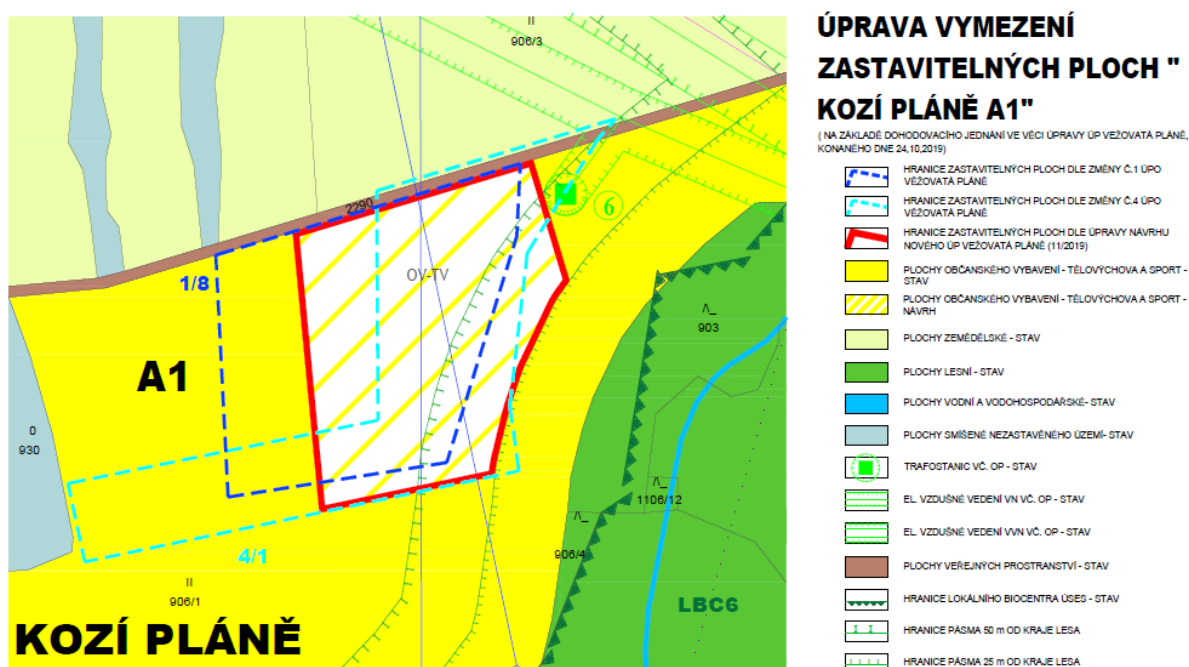 ÚPRAVA VYMEZENÍ
ZASTAVITELNÝCH PLOCH "
KOZÍ PLÁNĚ A1"
( NA ZÁKLADĚ DOHODOVACÍHO JEDNÁNÍ VE VĚCI ÚPRAVY ÚP VEŽOVATÁ PLÁNĚ,
KONANÉHO DNE 24,10,2019)
HRANICE ZASTAVITELNÝCH PLOCH DLE ZMĚNY Č.1 ÚPO
VĚŽOVATÁ PLÁNĚ
HRANICE ZASTAVITELNÝCH PLOCH DLE ZMĚNY Č.4 ÚPO
VĚŽOVATÁ PLÁNĚ
HRANICE ZASTAVITELNÝCH PLOCH DLE ÚPRAVY NÁVRHU
NOVÉHO ÚP VEŽOVATÁ PLÁNĚ (11/2019)
PLOCHY OBČANSKÉHO VYBAVENÍ - TĚLOVÝCHOVA A SPORT -
STAV
PLOCHY OBČANSKÉHO VYBAVENÍ - TĚLOVÝCHOVA A SPORT -
NÁVRH
PLOCHY ZEMĚDĚLSKÉ - STAV
PLOCHY LESNÍ - STAV
PLOCHY VODNÍ A VODOHOSPODÁŘSKÉ- STAV
PLOCHY SMÍŠENÉ NEZASTAVĚNÉHO ÚZEMÍ- STAV
TRAFOSTANIC VČ. OP - STAV
EL. VZDUŠNÉ VEDENÍ VN VČ. OP - STAV
EL. VZDUŠNÉ VEDENÍ VVN VČ. OP - STAV
PLOCHY VEŘEJNÝCH PROSTRANSTVÍ - STAV
HRANICE LOKÁLNÍHO BIOCENTRA ÚSES - STAV
HRANICE PÁSMA 50 m OD KRAJE LESA
HRANICE PÁSMA 25 m OD KRAJE LESA
II
906/3
2290
6
OV-TV
1/8
903
A1
0
930
1106/12
906/4
4/1
II
906/1
LBC6
KOZÍ PLÁNĚ